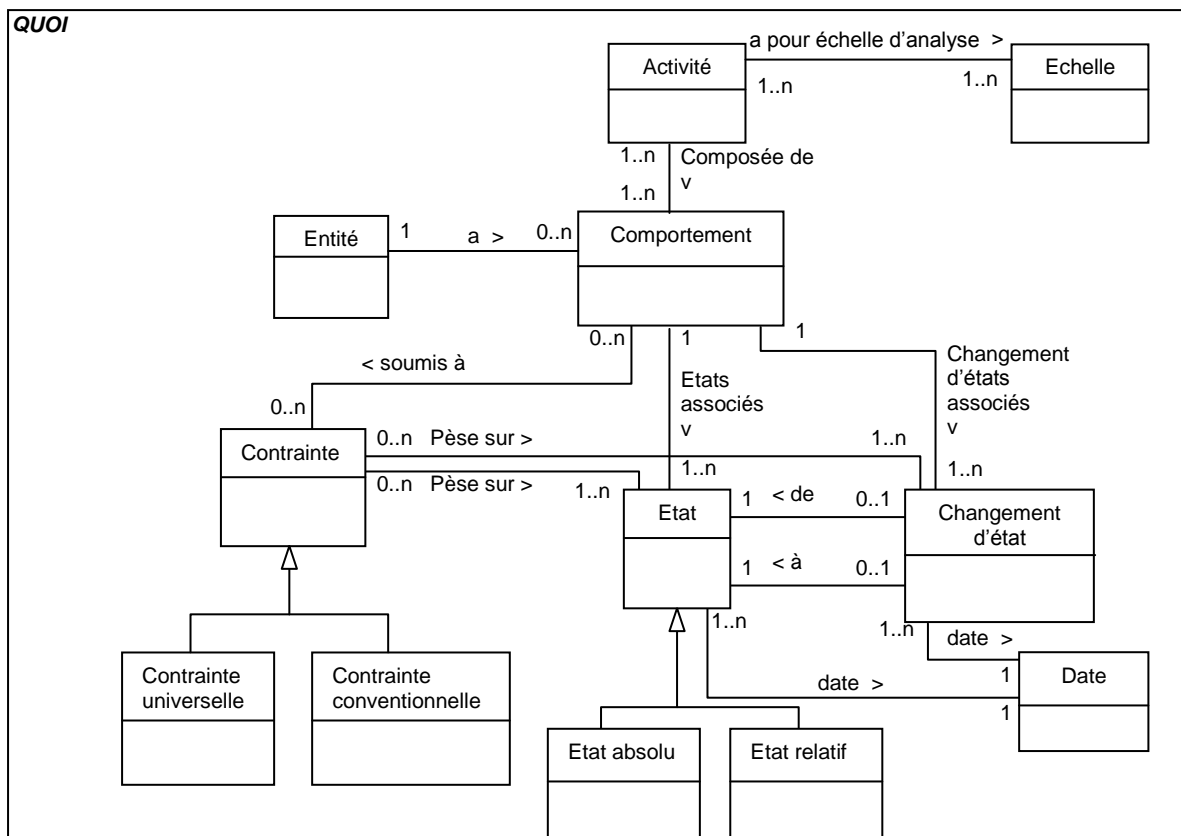 QUOI
a pour échelle d'analyse >
Activité
Echelle
1..n
1..n
1..n
Composée de
v
1..n
Entité
1
a >
0..n
Comportement
0..n
1
1
< soumis à
Etats
associés
v
Changement
d'états
associés
v
0..n
Contrainte
0..n
Pèse sur >
1..n
1..n
1..n
0..n
Pèse sur >
1..n
Etat
1
< de
0..1
Changement
d'état
1
< à
0..1
1..n
1..n
date >
Contrainte
universelle
Contrainte
conventionnelle
date >
1
Date
1
Etat absolu
Etat relatif